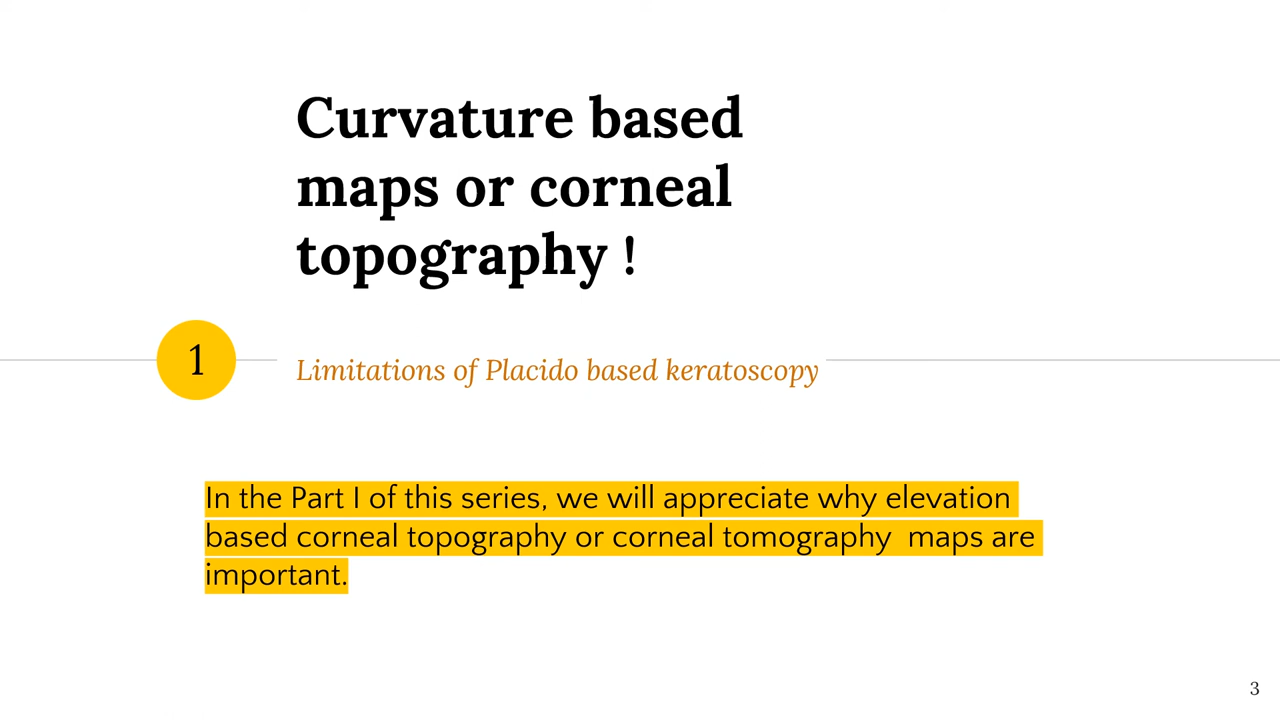 Curvature based
maps or corneal
topography !
1
Limitations of Placido based keratoscopy
In the Part I of this series, we will appreciate why elevation
based corneal topography or corneal tomography  maps are
important.
3